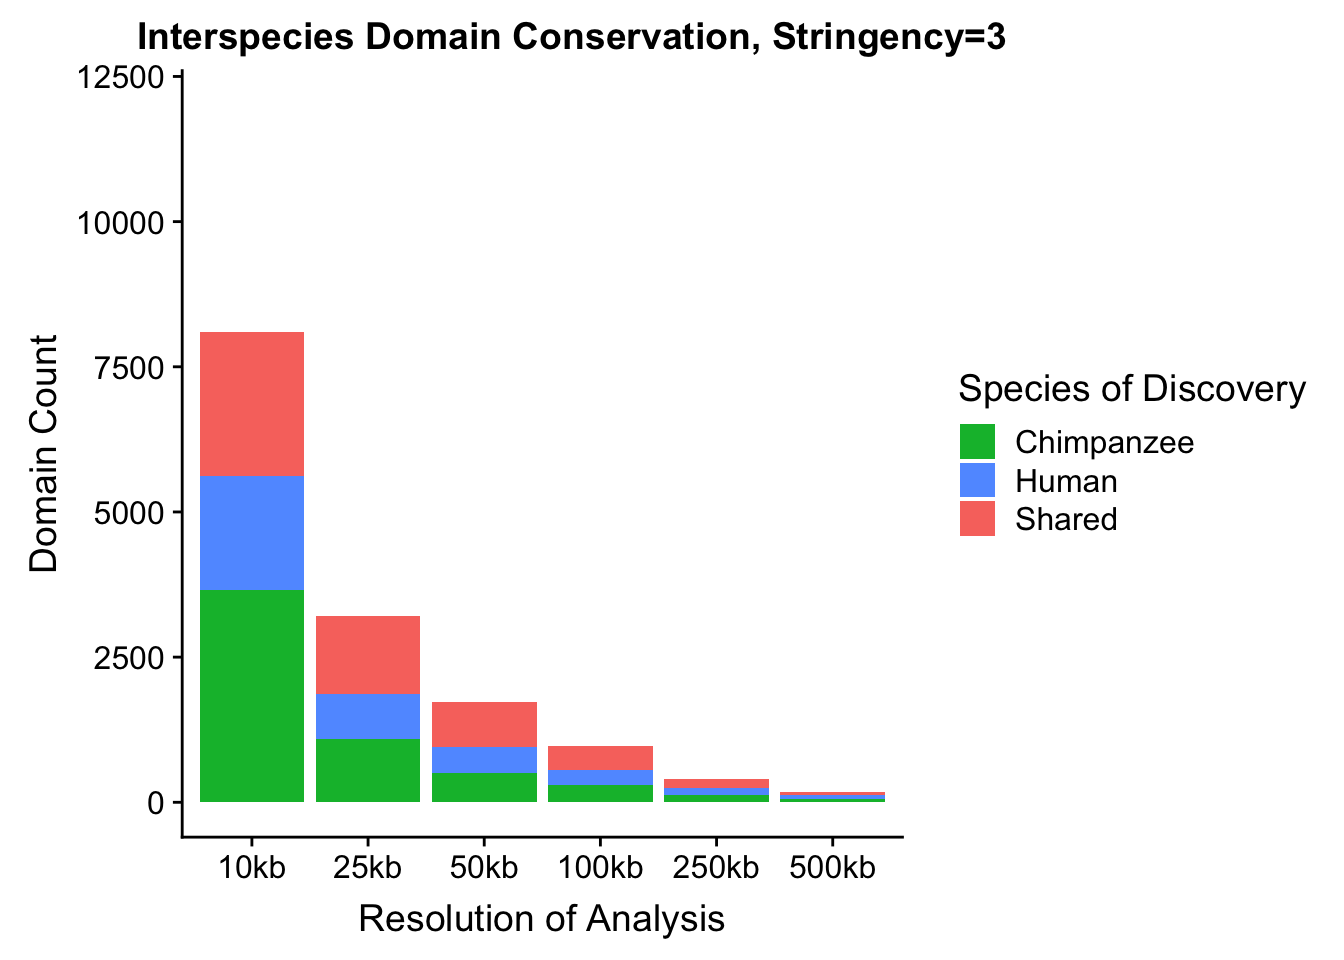 Interspecies Domain Conservation, Stringency=3
12500
10000
7500
5000
2500
0
Domain Count
10kb 25kb 50kb 100kb 250kb 500kb
Resolution of Analysis
Species of Discovery
Chimpanzee
Human
Shared